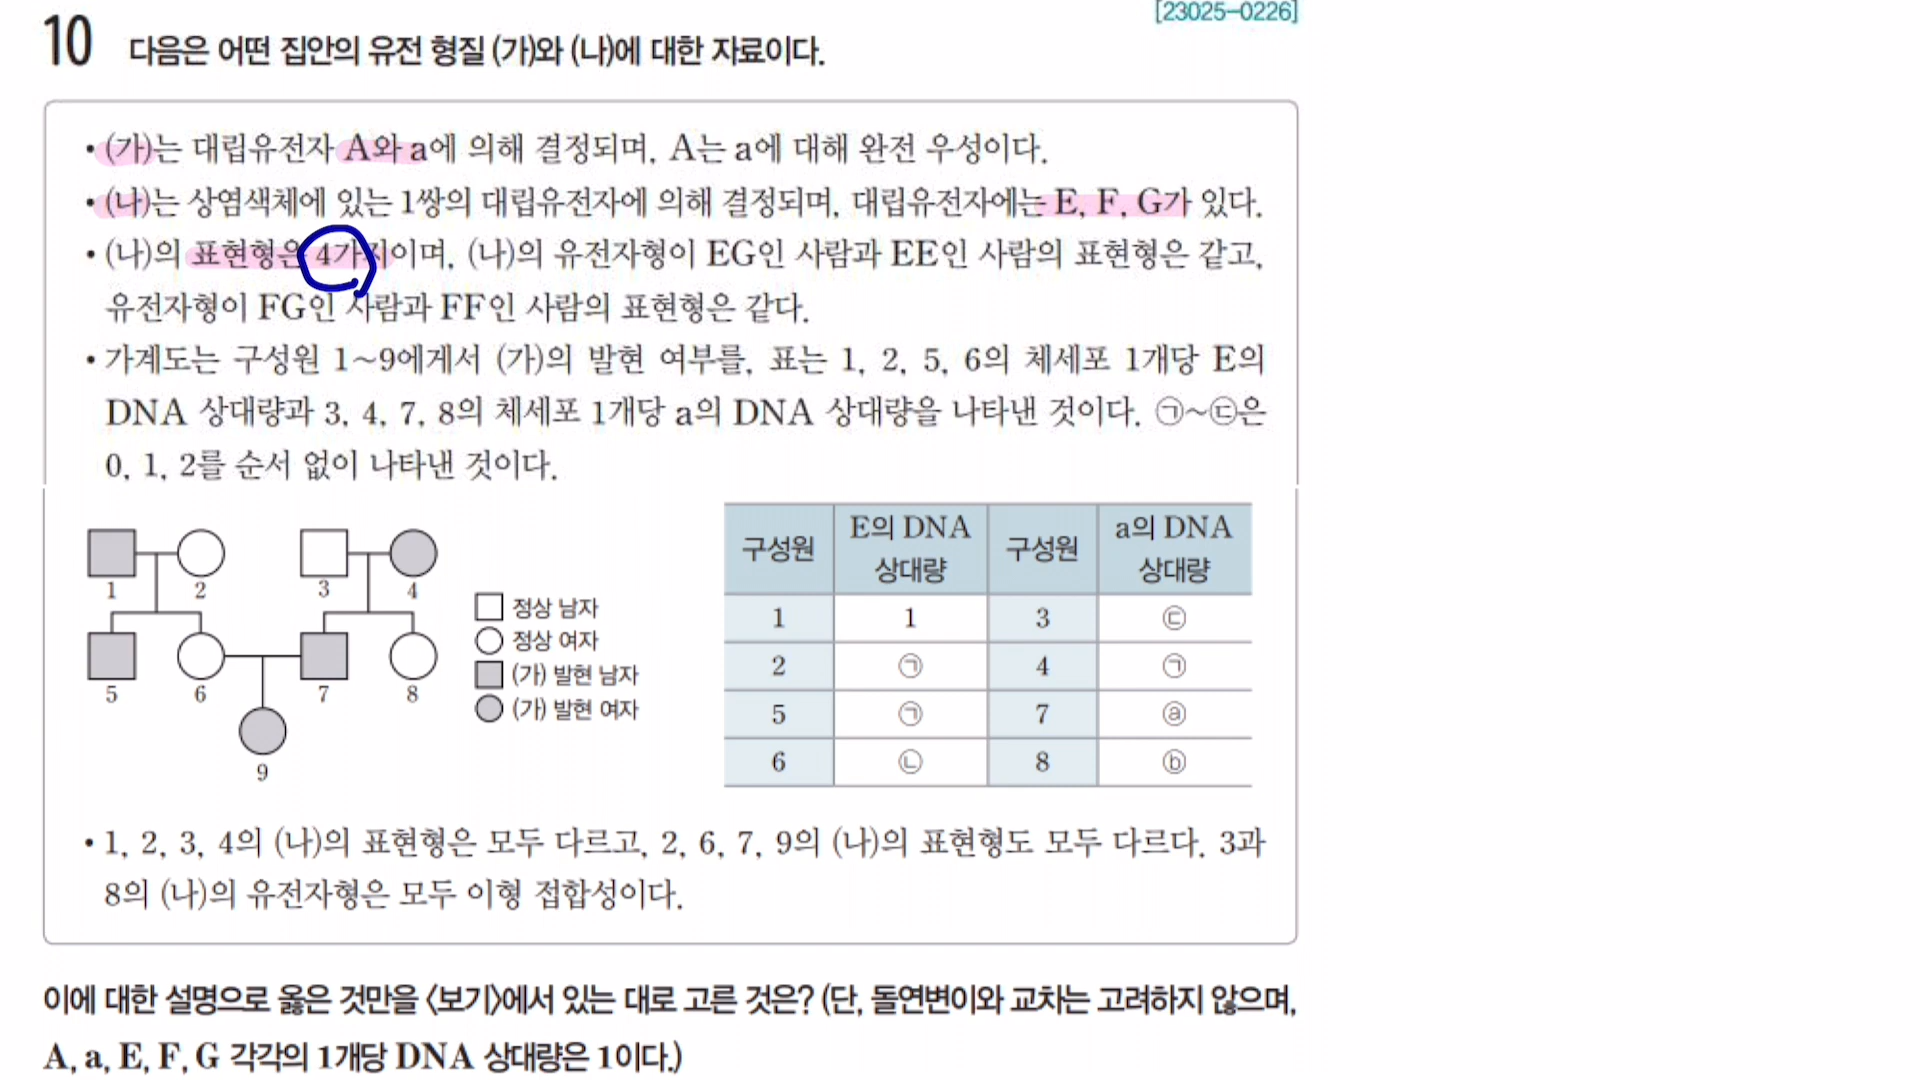 [23025-0226]
10 다음은 어떤 집안의 유전 형질 (가)와 (나)에 대한 자료이다.
• (가)는 대립유전자 A와 a에 의해 결정되며, A는 a에 대해 완전 우성이다.
• (나)는 상염색체에 있는 1쌍의 대립유전자에 의해 결정되며, 대립유전자에는 E, F, G가 있다.
• (나)의 표현형은 4가지이며, (나)의 유전자형이 EG인 사람과 EE인 사람의 표현형은 같고,
유전자형이 FG인 사람과 FF인 사람의 표현형은 같다.
• 가계도는 구성원 1~9에게서 (가)의 발현 여부를, 표는 1, 2, 5, 6의 체세포 1개당 E의
DNA 상대량과 3, 4, 7, 8의 체세포 1개당 a의 DNA 상대량을 나타낸 것이다. ㉠~㉢은
0, 1, 2를 순서 없이 나타낸 것이다.
1 2 3 4
5 6 7 8
9
정상 남자
정상 여자
(가) 발현 남자
(가) 발현 여자
구성원 E의 DNA 상대량 구성원 a의 DNA 상대량
1 1 3 ㉢
2 ㉠ 4 ㉠
5 ㉠ 7 ⓐ
6 ㉡ 8 ⓑ
• 1, 2, 3, 4의 (나)의 표현형은 모두 다르고, 2, 6, 7, 9의 (나)의 표현형도 모두 다르다. 3과
8의 (나)의 유전자형은 모두 이형 접합성이다.
이에 대한 설명으로 옳은 것만을 〈보기〉에서 있는 대로 고른 것은? (단, 돌연변이와 교차는 고려하지 않으며,
A, a, E, F, G 각각의 1개당 DNA 상대량은 1이다.)